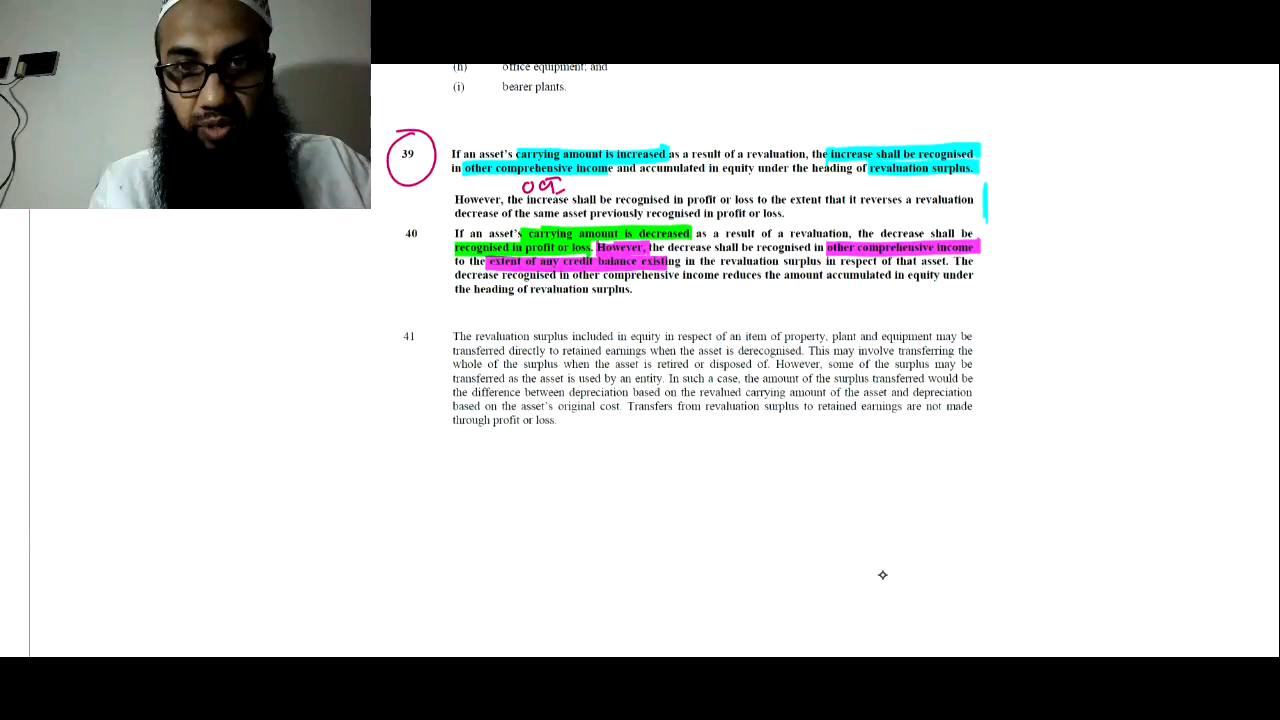 (h) office equipment; and
(i) bearer plants.
39 If an asset's carrying amount is increased as a result of a revaluation, the increase shall be recognised
in other comprehensive income and accumulated in equity under the heading of revaluation surplus.
OCI
However, the increase shall be recognised in profit or loss to the extent that it reverses a revaluation
decrease of the same asset previously recognised in profit or loss.
40 If an asset's carrying amount is decreased as a result of a revaluation, the decrease shall be
recognised in profit or loss. However, the decrease shall be recognised in other comprehensive income
to the extent of any credit balance existing in the revaluation surplus in respect of that asset. The
decrease recognised in other comprehensive income reduces the amount accumulated in equity under
the heading of revaluation surplus.
41 The revaluation surplus included in equity in respect of an item of property, plant and equipment may be
transferred directly to retained earnings when the asset is derecognised. This may involve transferring the
whole of the surplus when the asset is retired or disposed of. However, some of the surplus may be
transferred as the asset is used by an entity. In such a case, the amount of the surplus transferred would be
the difference between depreciation based on the revalued carrying amount of the asset and depreciation
based on the asset's original cost. Transfers from revaluation surplus to retained earnings are not made
through profit or loss.